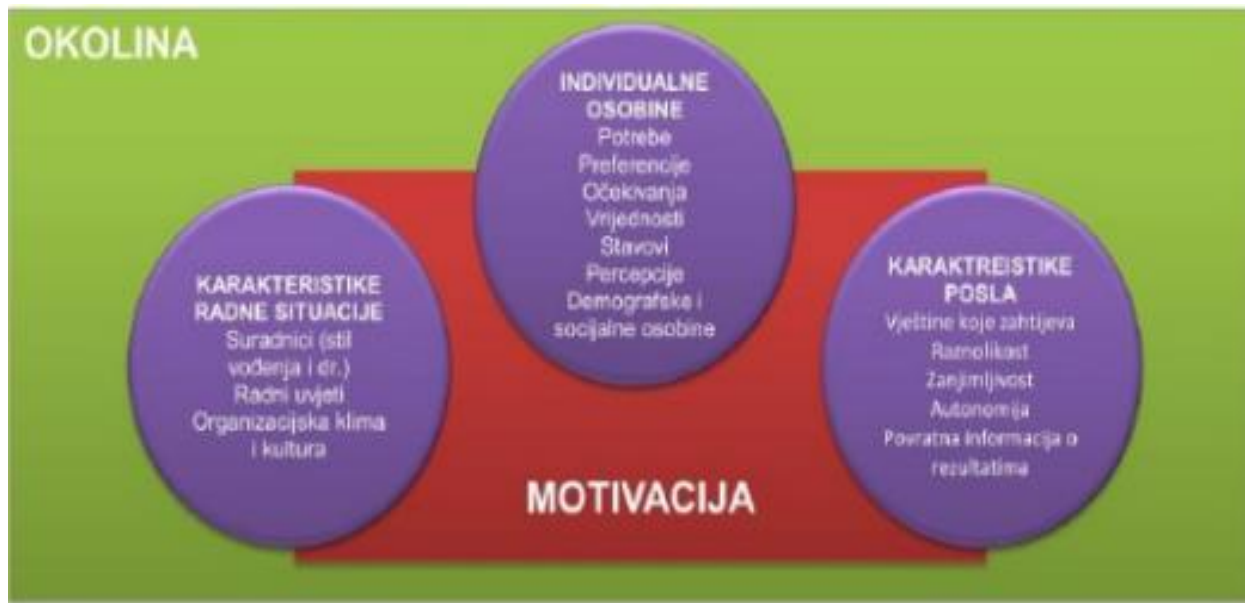 OKOLINA
INDIVIDUALNE
OSOBINE
Potrebe
Preferencije
Očekivanja
Vrijednosti
Stavovi
Percepcije
Demografske i
socijalne osobine
KARAKTERISTIKE
RADNE SITUACIJE
Suradnici (stil
vođenja i dr.)
Radni uvjeti
Organizacijska klima
i kultura
KARAKTREISTIKE
POSLA
Vještine koje zahtijeva
Raznolikost
Zanimljivost
Autonomija
Povratna informacija o
rezultatima
MOTIVACIJA